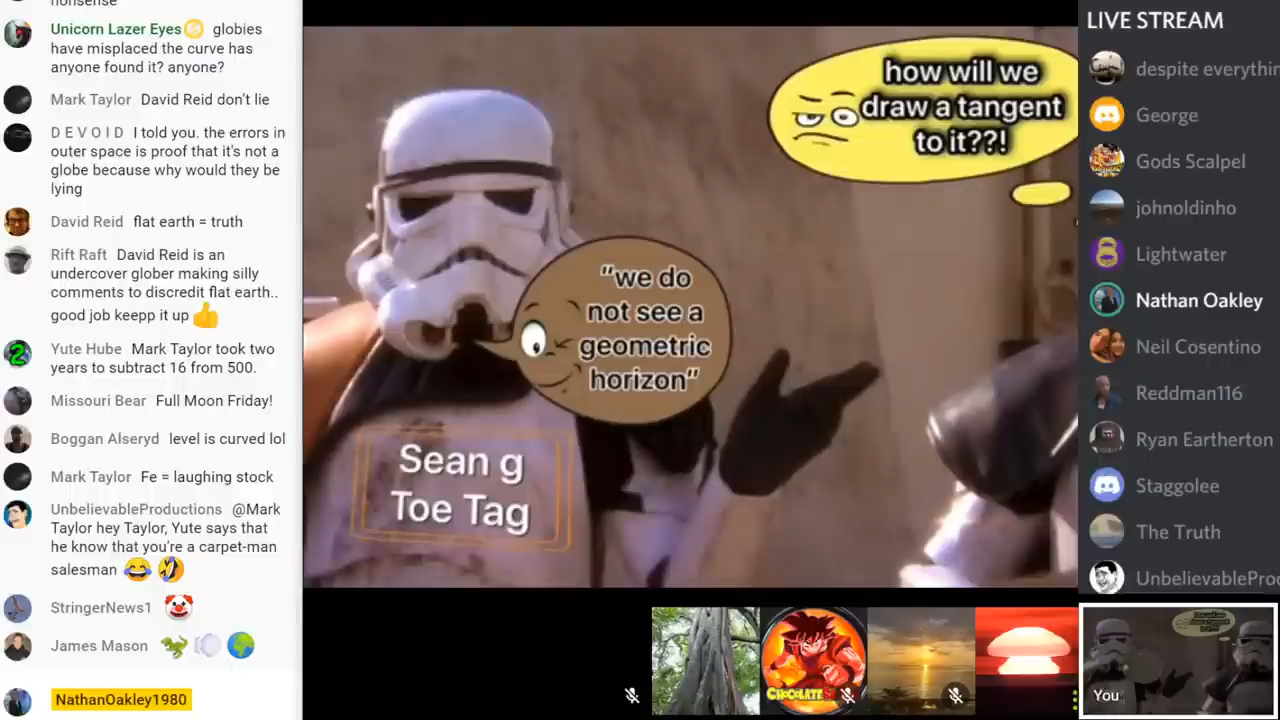 nonsense
Unicorn Lazer Eyes globies
have misplaced the curve has
anyone found it? anyone?
Mark Taylor David Reid don't lie
D E V O I D I told you. the errors in
outer space is proof that it's not a
globe because why would they be
lying
David Reid flat earth = truth
Rift Raft David Reid is an
undercover glober making silly
comments to discredit flat earth..
good job keepp it up 👍
2
Yute Hube Mark Taylor took two
years to subtract 16 from 500.
Missouri Bear Full Moon Friday!
Boggan Alseryd level is curved lol
Mark Taylor Fe = laughing stock
UnbelievableProductions @Mark
Taylor hey Taylor, Yute says that
he know that you're a carpet-man
salesman 😂 🤣
StringerNews1 🤡
James Mason 🦖 🍽️ 🌍
NathanOakley1980
how will we
draw a tangent
to it??!
"we do
not see a
geometric
horizon"
Sean g
Toe Tag
CHOCOLATE
You
LIVE STREAM
despite everythin
George
Gods Scalpel
johnoldinho
Lightwater
Nathan Oakley
Neil Cosentino
Reddman116
Ryan Eartherton
Staggolee
The Truth
UnbelievablePro